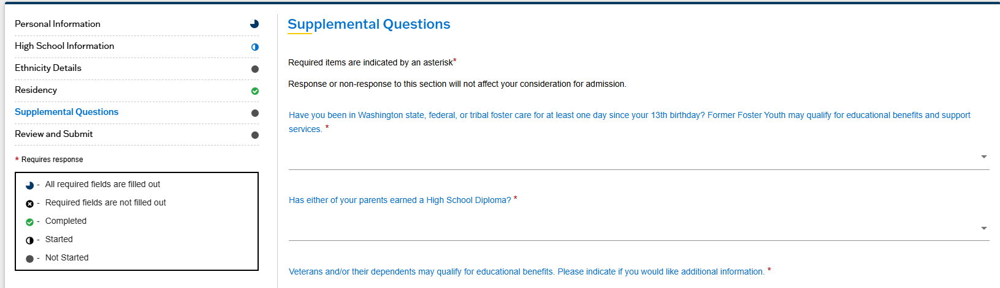 Personal Information
High School Information
Ethnicity Details
Residency
Supplemental Questions
Review and Submit
* Requires response
- All required fields are filled out
- Required fields are not filled out
- Completed
- Started
- Not Started
Supplemental Questions
Required items are indicated by an asterisk*
Response or non-response to this section will not affect your consideration for admission.
Have you been in Washington state, federal, or tribal foster care for at least one day since your 13th birthday? Former Foster Youth may qualify for educational benefits and support
services. *
Has either of your parents earned a High School Diploma? *
Veterans and/or their dependents may qualify for educational benefits. Please indicate if you would like additional information. *